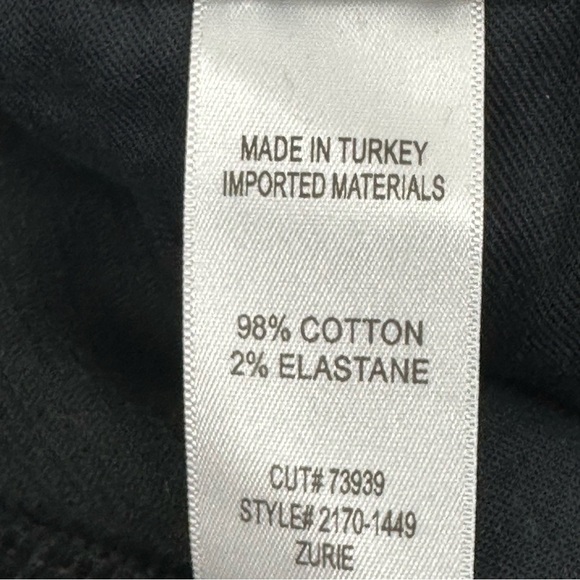 MADE IN TURKEY
IMPORTED MATERIALS
98% COTTON
2% ELASTANE
CUT# 73939
STYLE# 2170-1449
ZURIE